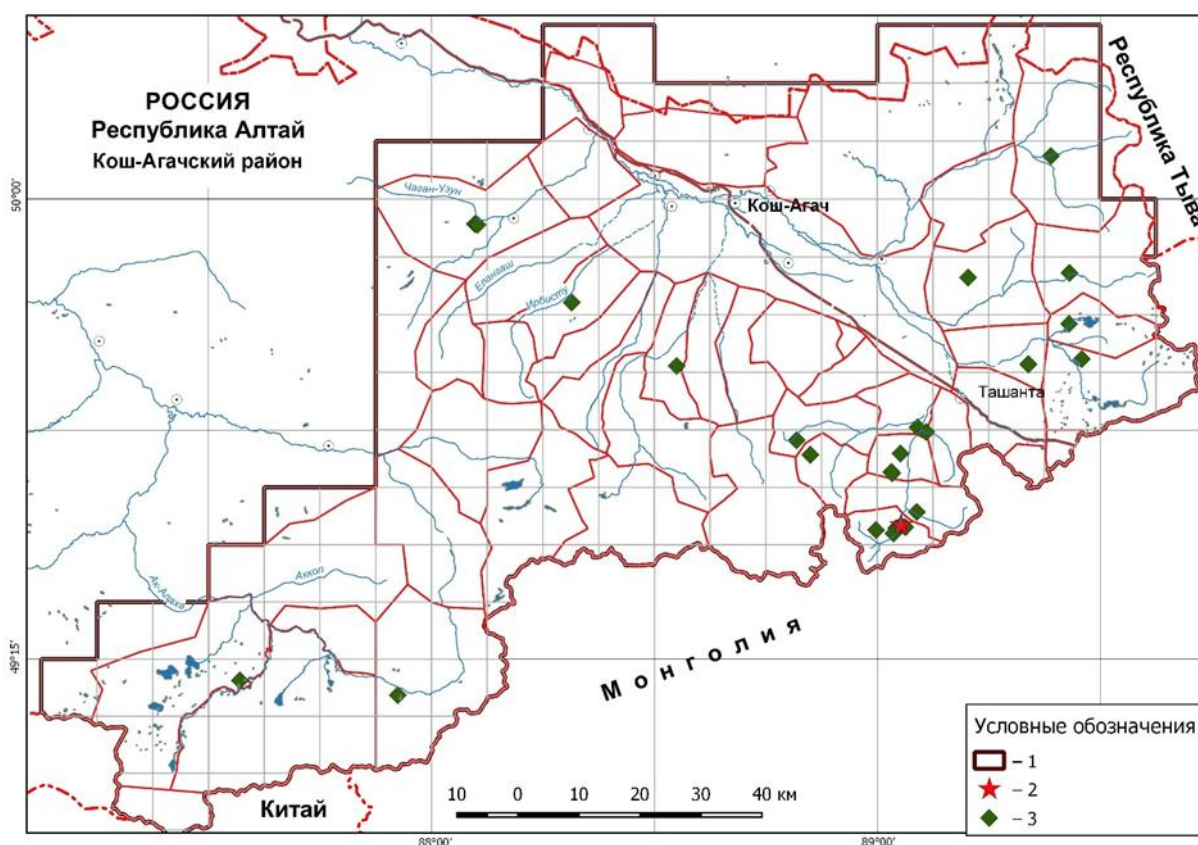 РОССИЯ
Республика Алтай
Кош-Агачский район
Республика Тыва
50°00'
Чаган-Узун
Кош-Агач
Елангаш
Ирбисту
Ташанта
Ак-Алаха
Аккол
49°15'
Монголия
Китай
10 0 10 20 30 40 км
Условные обозначения
– 1
– 2
– 3
88°00'
89°00'